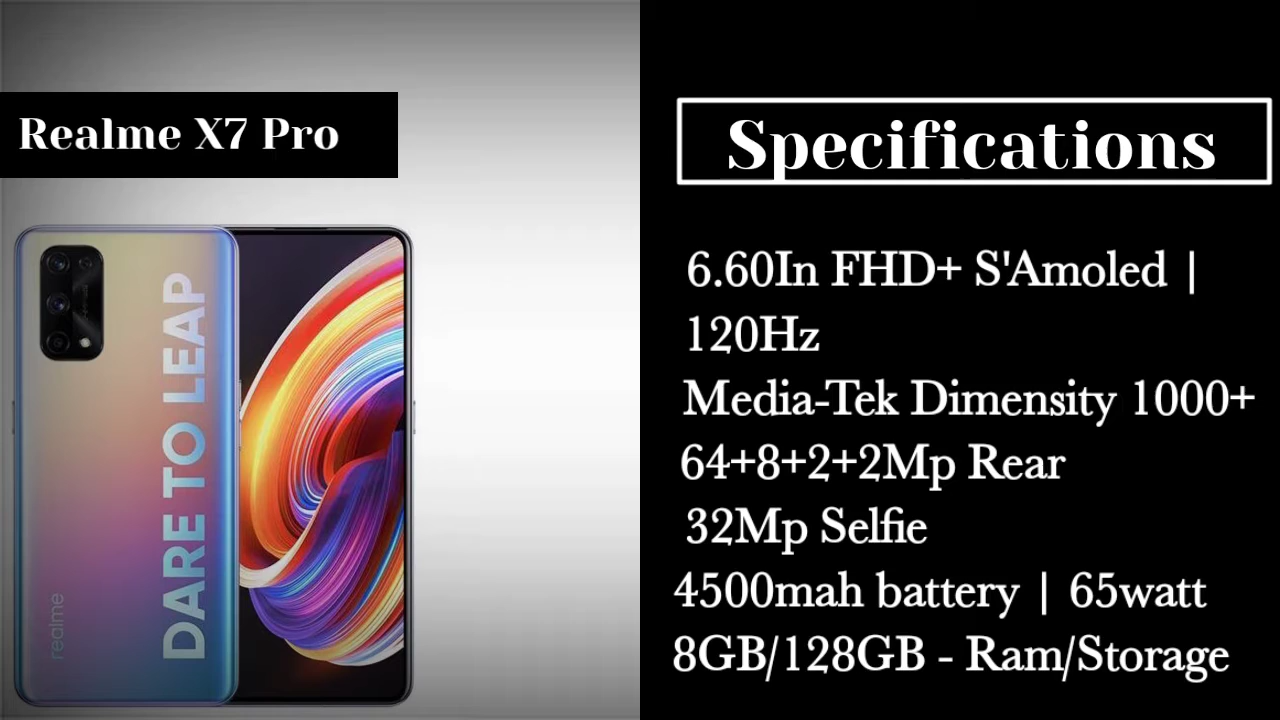 Realme X7 Pro
DARE TO LEAP
realme
Specifications
6.60In FHD+ S'Amoled |
120Hz
Media-Tek Dimensity 1000+
64+8+2+2Mp Rear
32Mp Selfie
4500mah battery | 65watt
8GB/128GB - Ram/Storage